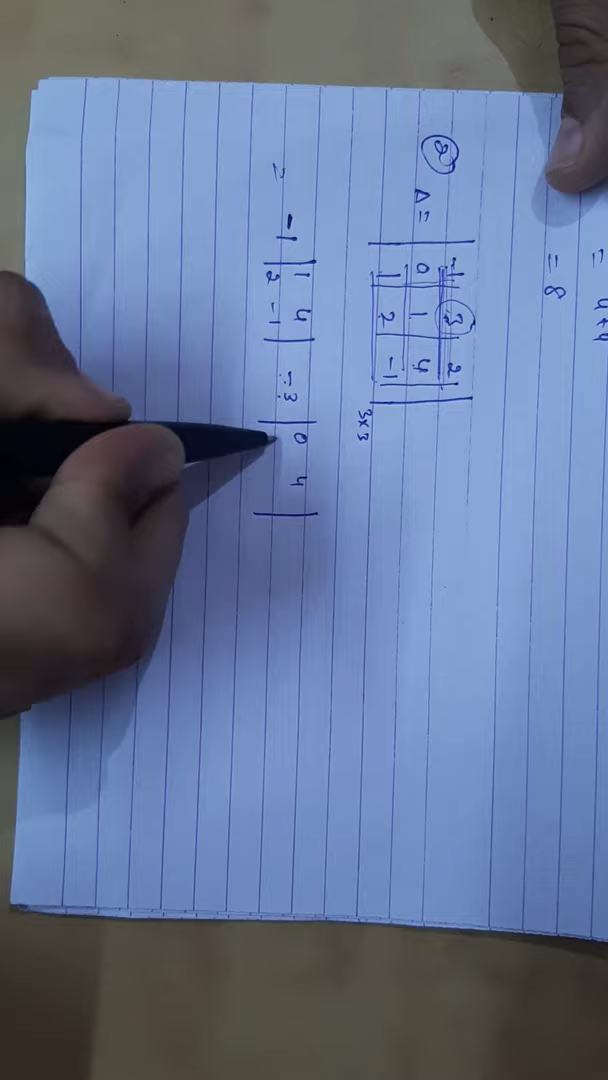 = 4+4
= 8
② Δ = | -1 3 2 |
| 0 1 4 |
| 1 2 -1 | 3×3
= -1 | 1 4 | -3 | 0 4 |
| 2 -1 | | |